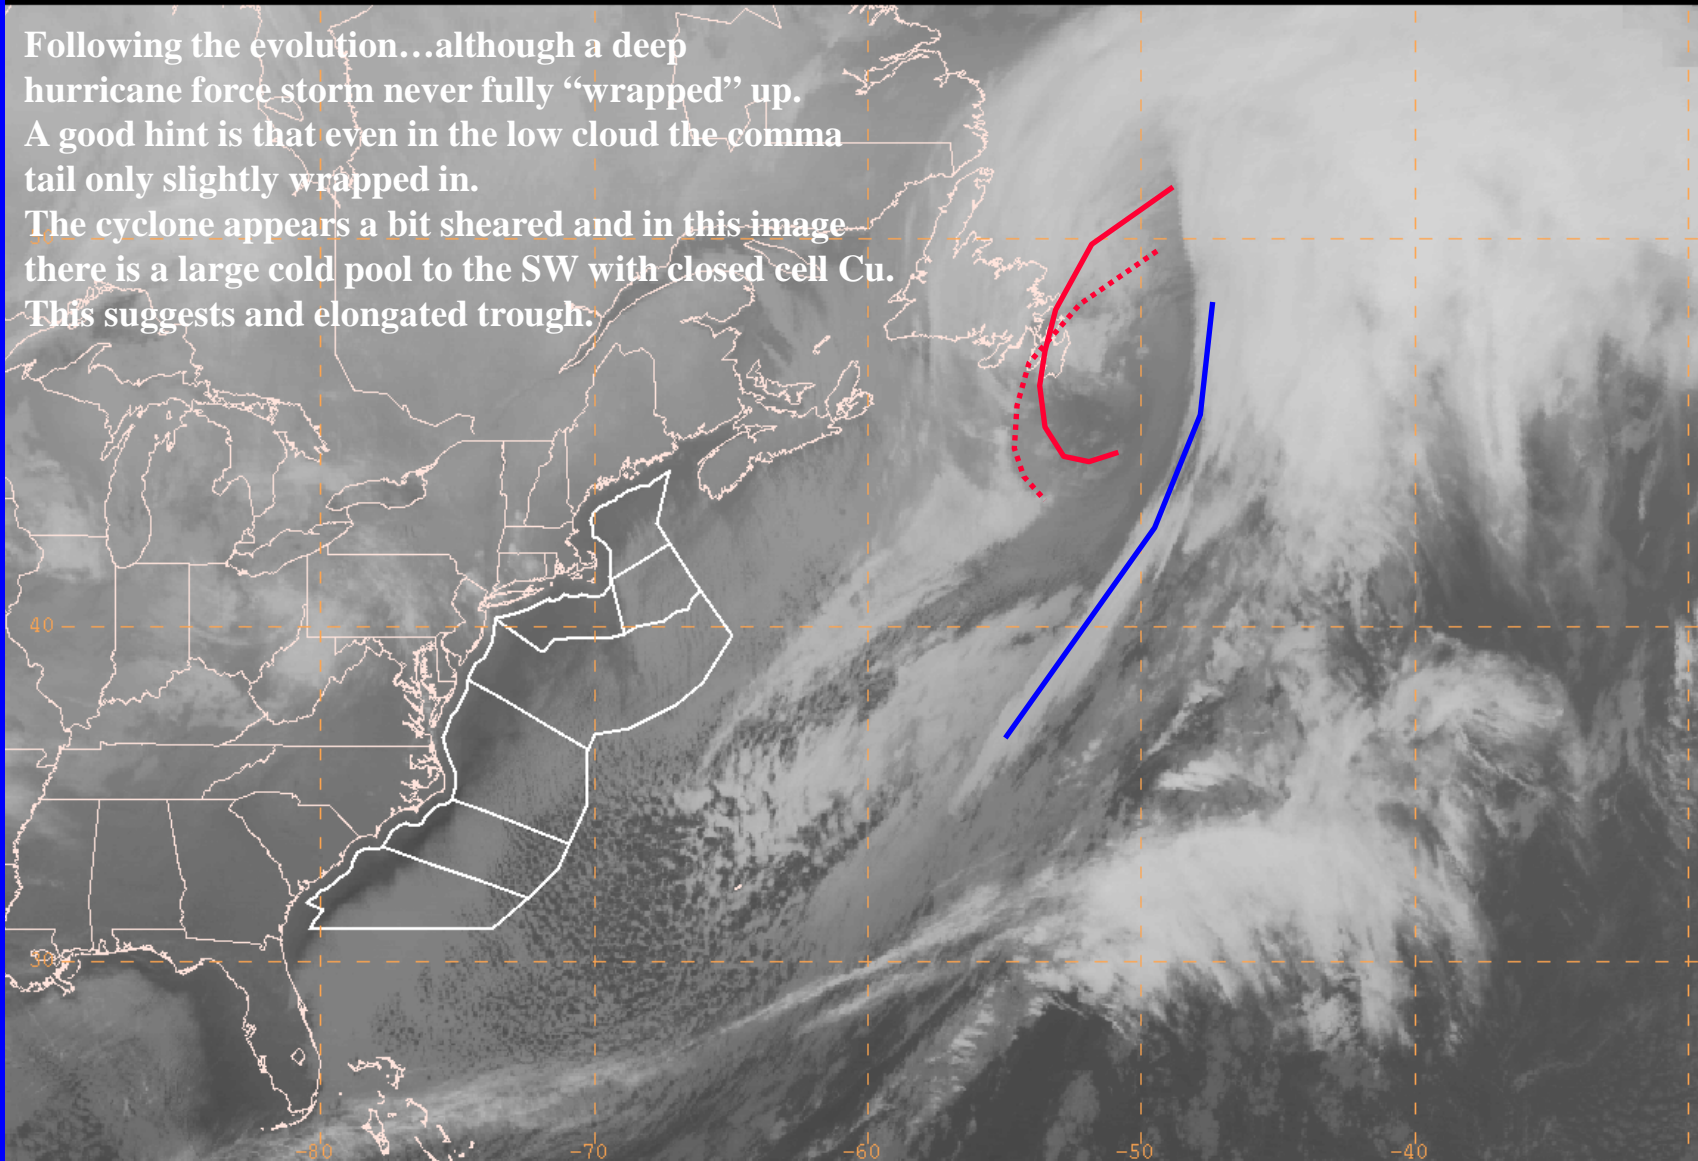 Following the evolution…although a deep
hurricane force storm never fully “wrapped” up.
A good hint is that even in the low cloud the comma
tail only slightly wrapped in.
The cyclone appears a bit sheared and in this image
there is a large cold pool to the SW with closed cell Cu.
This suggests and elongated trough.
50
40
30
-80 -70 -60 -50 -40